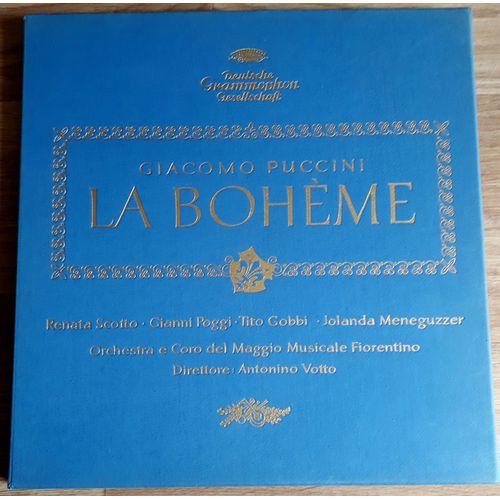 Deutsche
Grammophon
Gesellschaft
GIACOMO PUCCINI
LA BOHÈME
Renata Scotto · Gianni Poggi · Tito Gobbi · Jolanda Meneguzzer
Orchestra e Coro del Maggio Musicale Fiorentino
Direttore: Antonino Votto